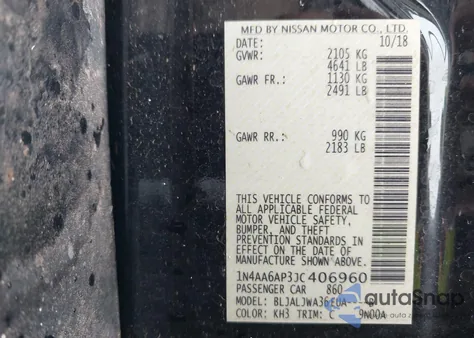 MFD BY NISSAN MOTOR CO., LTD.
DATE: 10/18
GVWR: 2105 KG
4641 LB
GAWR FR.: 1130 KG
2491 LB
GAWR RR.: 990 KG
2183 LB
THIS VEHICLE CONFORMS TO
ALL APPLICABLE FEDERAL
MOTOR VEHICLE SAFETY,
BUMPER, AND THEFT
PREVENTION STANDARDS IN
EFFECT ON THE DATE OF
MANUFACTURE SHOWN ABOVE.
1N4AA6AP3JC406960
PASSENGER CAR 860
MODEL: BLJALJWA36EUA
COLOR: KH3 TRIM: C 9N00A
autoSnap